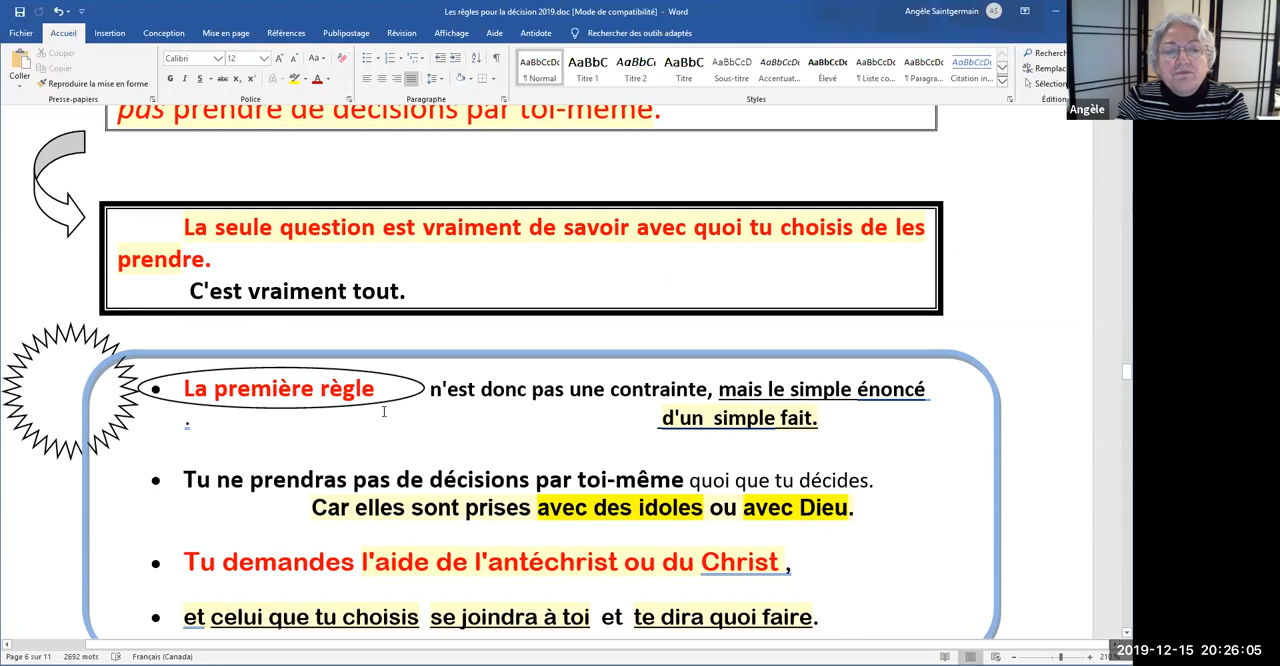 Les règles pour la décision 2019.doc [Mode de compatibilité] - Word
Angèle Saintgermain AS
Fichier Accueil Insertion Conception Mise en page Références Publipostage Révision Affichage Aide Antidote Rechercher des outils adaptés
Coller
Couper
Copier
Reproduire la mise en forme
Calibri 12
AaBbCcDc AaBbC AaBbC AaBbC AaBbCcD AaBbCcDc AaBbCcDc AaBbCcDc AaBbCcDc AaBbCcDc
¶ Normal Titre 1 Titre 2 Titre Sous-titre Accentuat... Élevé ¶ Liste co... ¶ Paragra... Citation in...
Recherch
Remplac
Sélection
Presse-papiers Police Paragraphe Styles Édition
Angèle
pas prendre de décisions par toi-même.
La seule question est vraiment de savoir avec quoi tu choisis de les
prendre.
C'est vraiment tout.
• La première règle n'est donc pas une contrainte, mais le simple énoncé
. d'un simple fait.
• Tu ne prendras pas de décisions par toi-même quoi que tu décides.
Car elles sont prises avec des idoles ou avec Dieu.
• Tu demandes l'aide de l'antéchrist ou du Christ ,
• et celui que tu choisis se joindra à toi et te dira quoi faire.
Page 6 sur 11 2692 mots Français (Canada)
2019-12-15 20:26:05